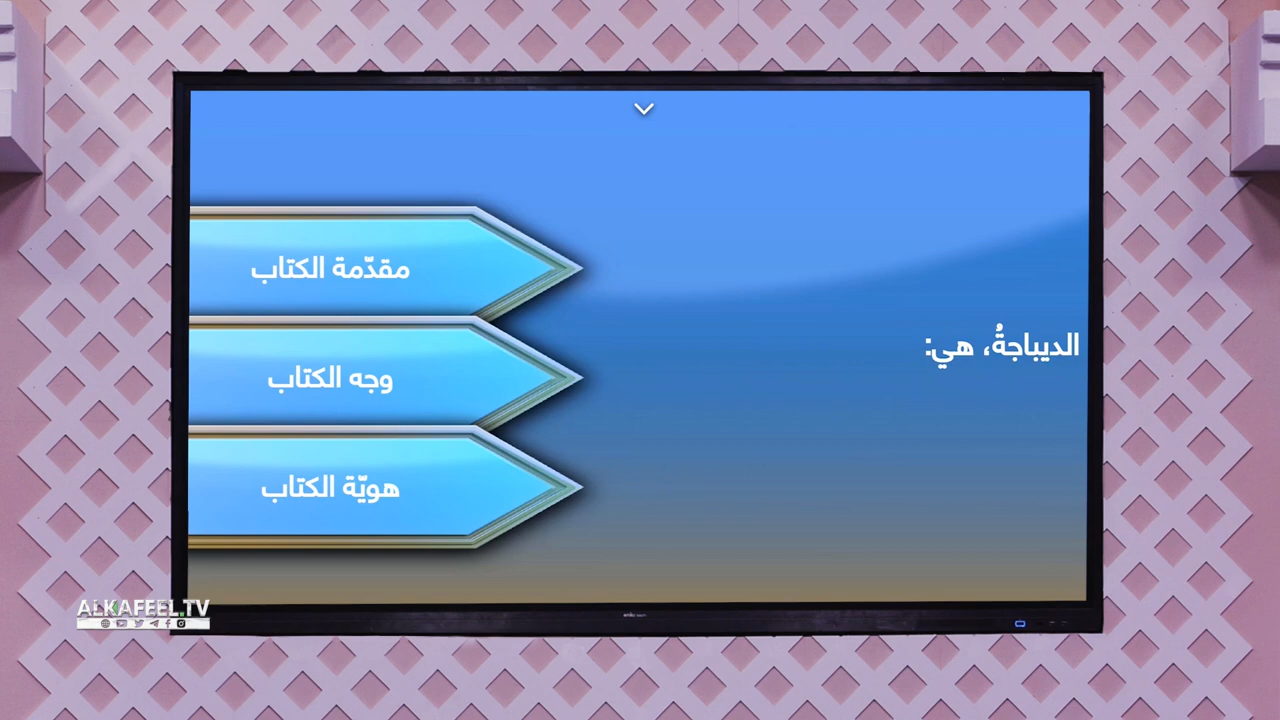 الديباجةُ، هي:
مقدّمة الكتاب
وجه الكتاب
هويّة الكتاب
ALKAFEEL.TV